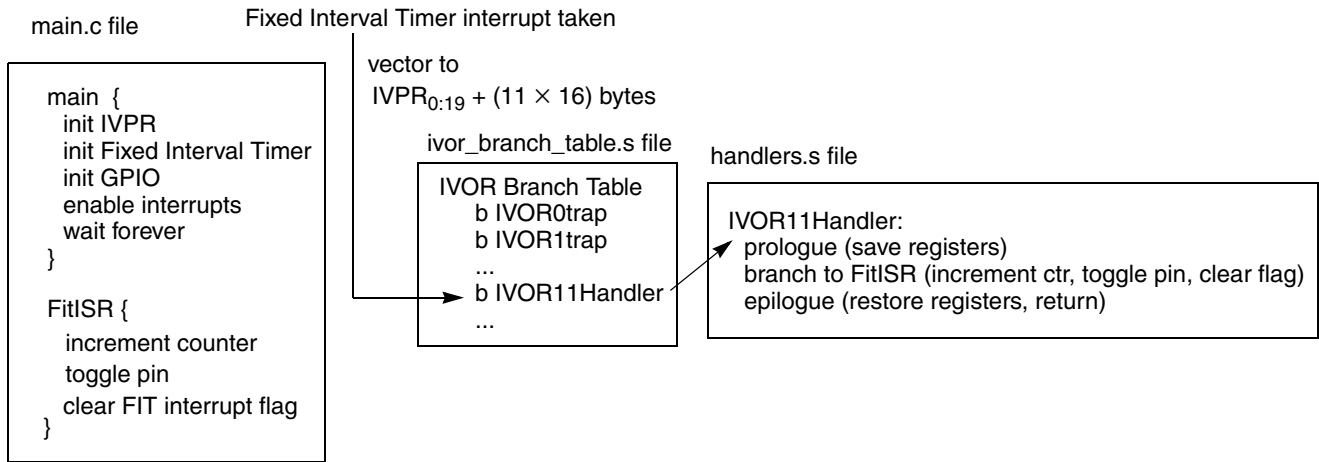 main.c file
main {
init IVPR
init Fixed Interval Timer
init GPIO
enable interrupts
wait forever
}
FitISR {
increment counter
toggle pin
clear FIT interrupt flag
}
Fixed Interval Timer interrupt taken
vector to
IVPR0:19 + (11 × 16) bytes
ivor_branch_table.s file
IVOR Branch Table
b IVOR0trap
b IVOR1trap
...
b IVOR11Handler
...
handlers.s file
IVOR11Handler:
prologue (save registers)
branch to FitISR (increment ctr, toggle pin, clear flag)
epilogue (restore registers, return)